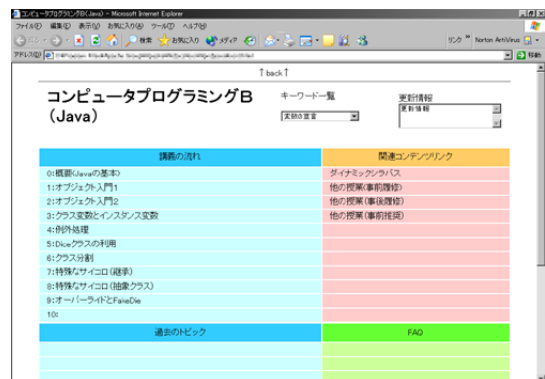 コンピュータプログラミングB(Java) - Microsoft Internet Explorer
ファイル(F) 編集(E) 表示(V) お気に入り(A) ツール(T) ヘルプ(H)
戻る 検索 お気に入り メディア リンク Norton AntiVirus
アドレス(D) 移動
↑back↑
コンピュータプログラミングB
(Java)
キーワード一覧
変数の宣言
更新情報
更新情報
講義の流れ
関連コンテンツリンク
0:概要(Javaの基本)
ダイナミックシラバス
1:オブジェクト入門1
他の授業(事前履修)
2:オブジェクト入門2
他の授業(事後履修)
3:クラス変数とインスタンス変数
他の授業(事前推奨)
4:例外処理
5:Diceクラスの利用
6:クラス分割
7:特殊なサイコロ(継承)
8:特殊なサイコロ(抽象クラス)
9:オーバーライドとFakeDie
10:
過去のトピック
FAQ